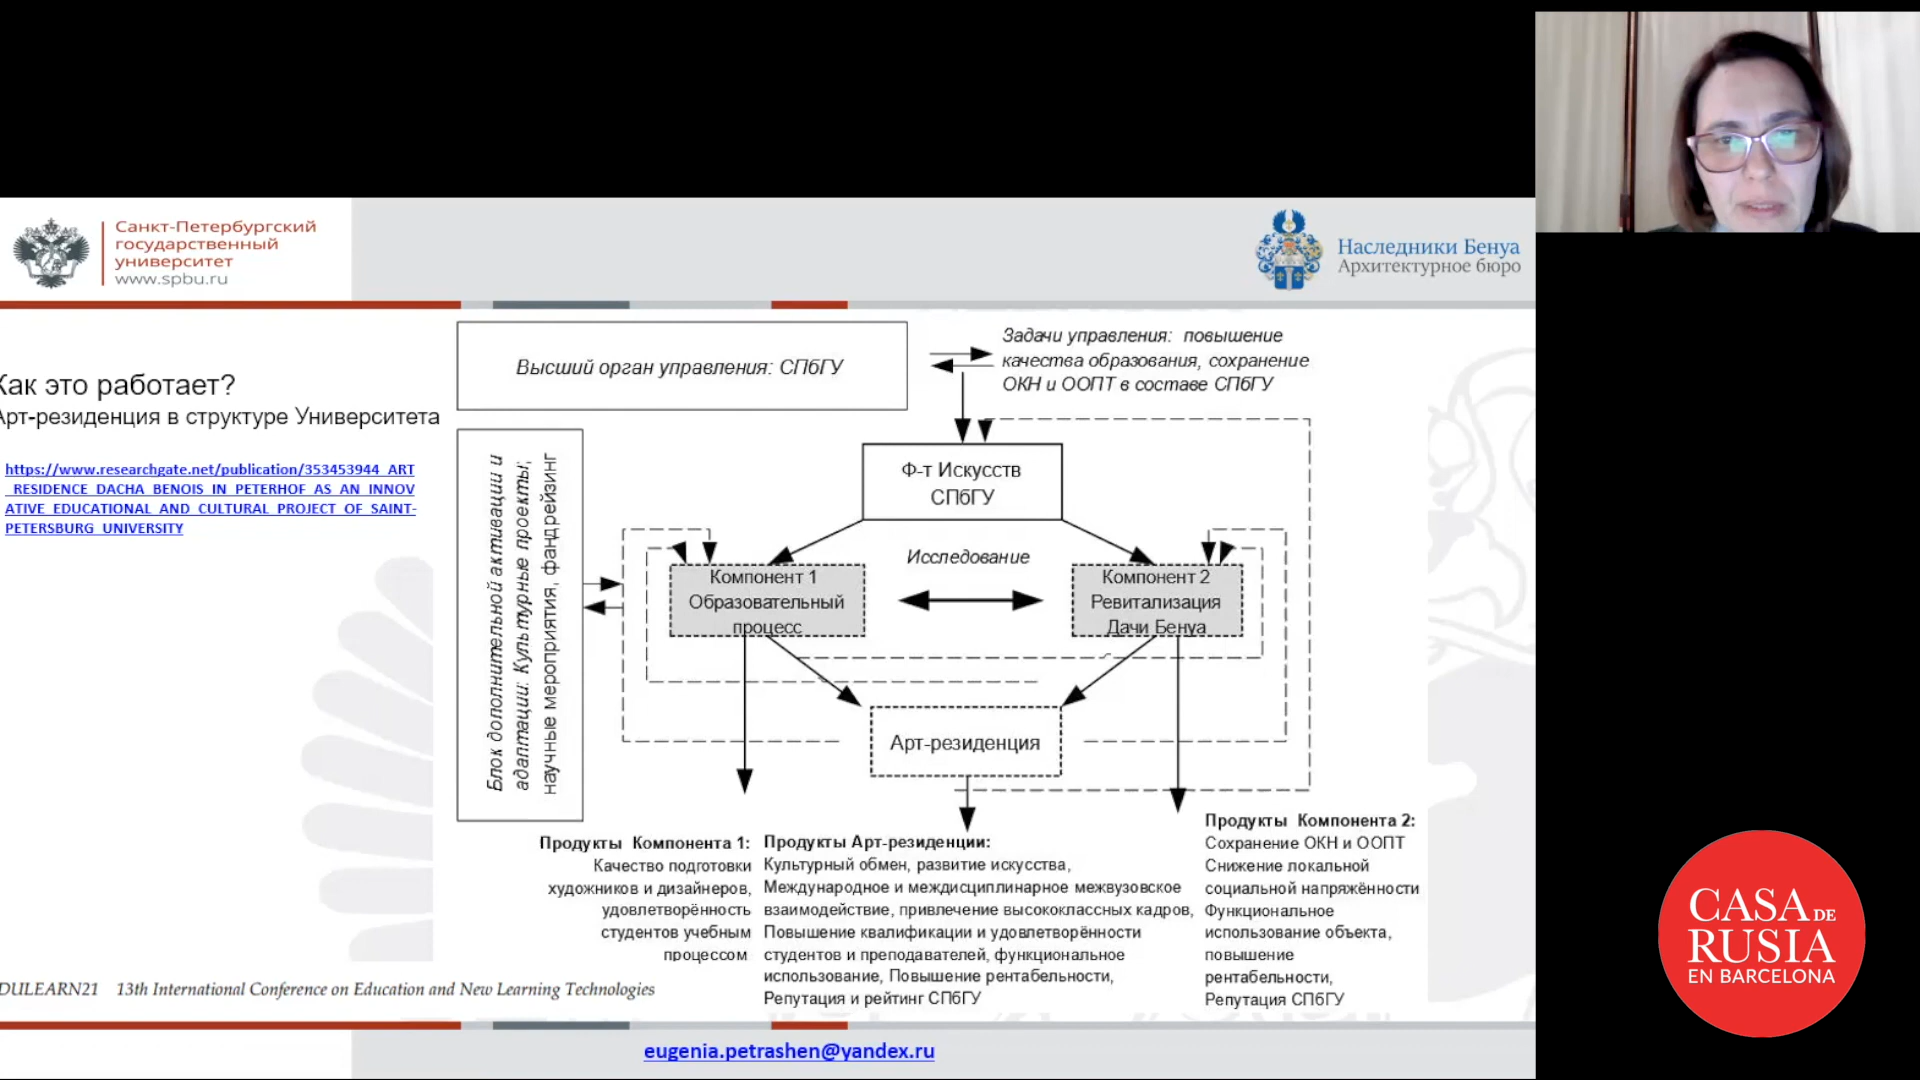 Санкт-Петербургский
государственный
университет
www.spbu.ru
Наследники Бенуа
Архитектурное бюро
Как это работает?
Арт-резиденция в структуре Университета
https://www.researchgate.net/publication/353453944_ART
_RESIDENCE_DACHA_BENOIS_IN_PETERHOF_AS_AN_INNOV
ATIVE_EDUCATIONAL_AND_CULTURAL_PROJECT_OF_SAINT-
PETERSBURG_UNIVERSITY
Высший орган управления: СПбГУ
Задачи управления: повышение
качества образования, сохранение
ОКН и ООПТ в составе СПбГУ
Блок дополнительной активации и
адаптации: Культурные проекты;
научные мероприятия, фандрейзинг
Ф-т Искусств
СПбГУ
Исследование
Компонент 1
Образовательный
процесс
Компонент 2
Ревитализация
Дачи Бенуа
Арт-резиденция
Продукты Компонента 1:
Качество подготовки
художников и дизайнеров,
удовлетворённость
студентов учебным
процессом
Продукты Арт-резиденции:
Культурный обмен, развитие искусства,
Международное и междисциплинарное межвузовское
взаимодействие, привлечение высококлассных кадров,
Повышение квалификации и удовлетворённости
студентов и преподавателей, функциональное
использование, Повышение рентабельности,
Репутация и рейтинг СПбГУ
Продукты Компонента 2:
Сохранение ОКН и ООПТ
Снижение локальной
социальной напряжённости
Функциональное
использование объекта,
повышение
рентабельности,
Репутация СПбГУ
DULEARN21 13th International Conference on Education and New Learning Technologies
eugenia.petrashen@yandex.ru
CASA DE
RUSIA
EN BARCELONA